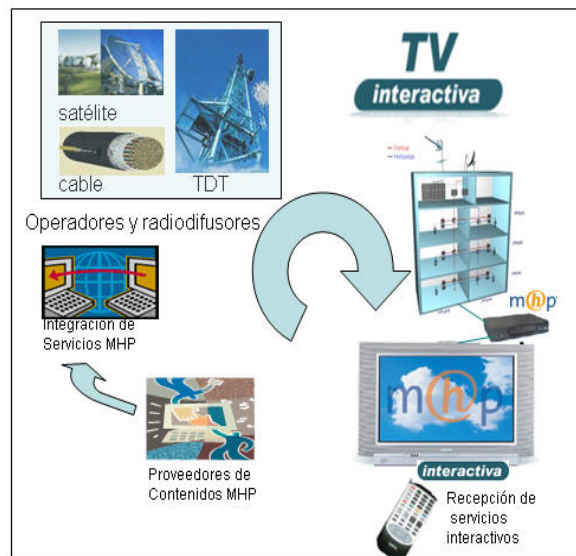 satélite
cable
TDT
Operadores y radiodifusores
Integración de
Servicios MHP
Proveedores de
Contenidos MHP
TV
interactiva
mhp
mhp
interactiva
Recepción de
servicios
interactivos